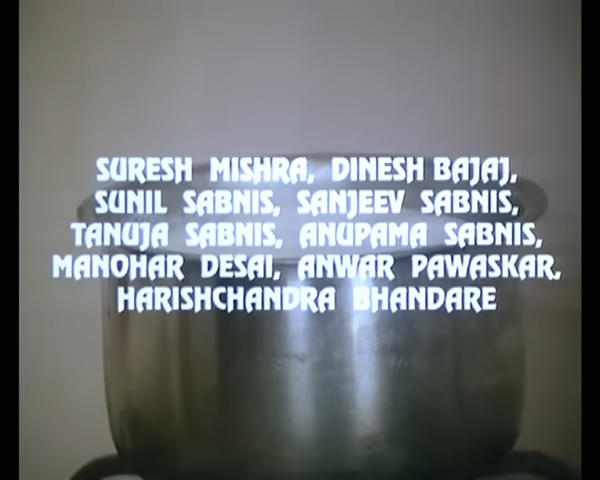 SURESH MISHRA, DINESH BAJAJ,
SUNIL SABNIS, SANJEEV SABNIS,
TANUJA SABNIS, ANUPAMA SABNIS,
MANOHAR DESAI, ANWAR PAWASKAR,
HARISHCHANDRA BHANDARE